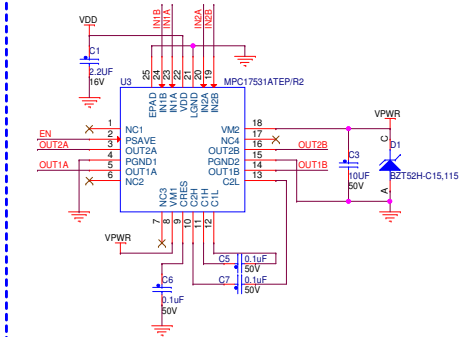 VDD
IN1B
IN1A
IN2A
IN2B
C1
2.2UF
16V
U3
MPC17531ATEP/R2
25
24
23
22
21
20
19
EPAD
IN1B
IN1A
VDD
LGND
IN2A
IN2B
1
NC1
EN
2
PSAVE
OUT2A
3
OUT2A
4
PGND1
OUT1A
5
OUT1A
6
NC2
VM2
18
NC4
17
OUT2B
16
OUT2B
PGND2
15
OUT1B
14
OUT1B
C2L
13
VPWR
C3
10UF
50V
D1
C
A
BZT52H-C15,115
NC3
VM1
CRES
C2H
C1H
C1L
7
8
9
10
11
12
VPWR
C5
0.1uF
50V
C7
0.1uF
50V
C6
0.1uF
50V